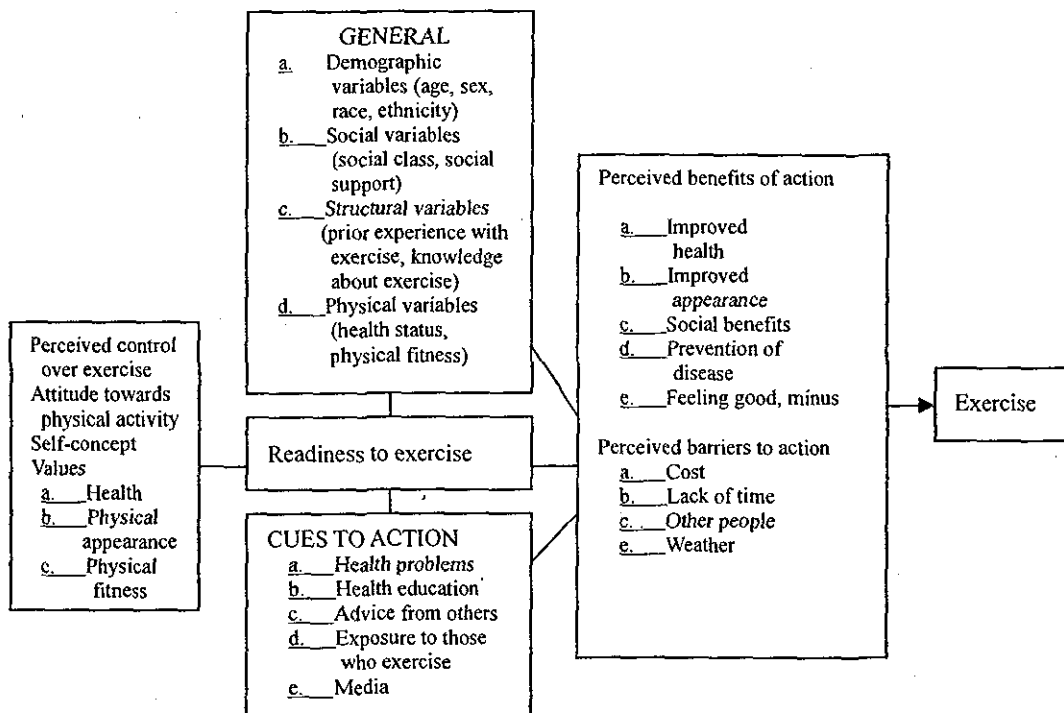 Perceived control
over exercise
Attitude towards
physical activity
Self-concept
Values
a. Health
b. Physical
appearance
c. Physical
fitness
GENERAL
a. Demographic
variables (age, sex,
race, ethnicity)
b. Social variables
(social class, social
support)
c. Structural variables
(prior experience with
exercise, knowledge
about exercise)
d. Physical variables
(health status,
physical fitness)
Readiness to exercise
CUES TO ACTION
a. Health problems
b. Health education
c. Advice from others
d. Exposure to those
who exercise
e. Media
Perceived benefits of action
a. Improved
health
b. Improved
appearance
c. Social benefits
d. Prevention of
disease
e. Feeling good, minus
Perceived barriers to action
a. Cost
b. Lack of time
c. Other people
e. Weather
Exercise